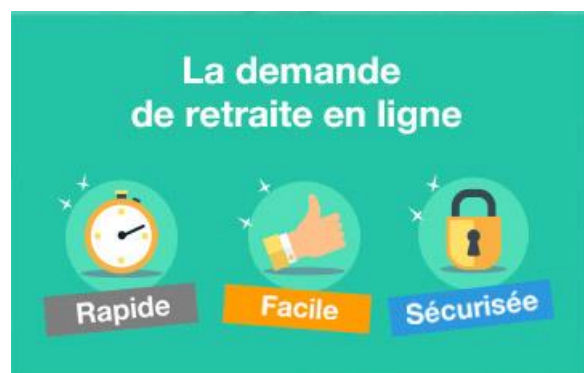 La demande
de retraite en ligne
Rapide
Facile
Sécurisée